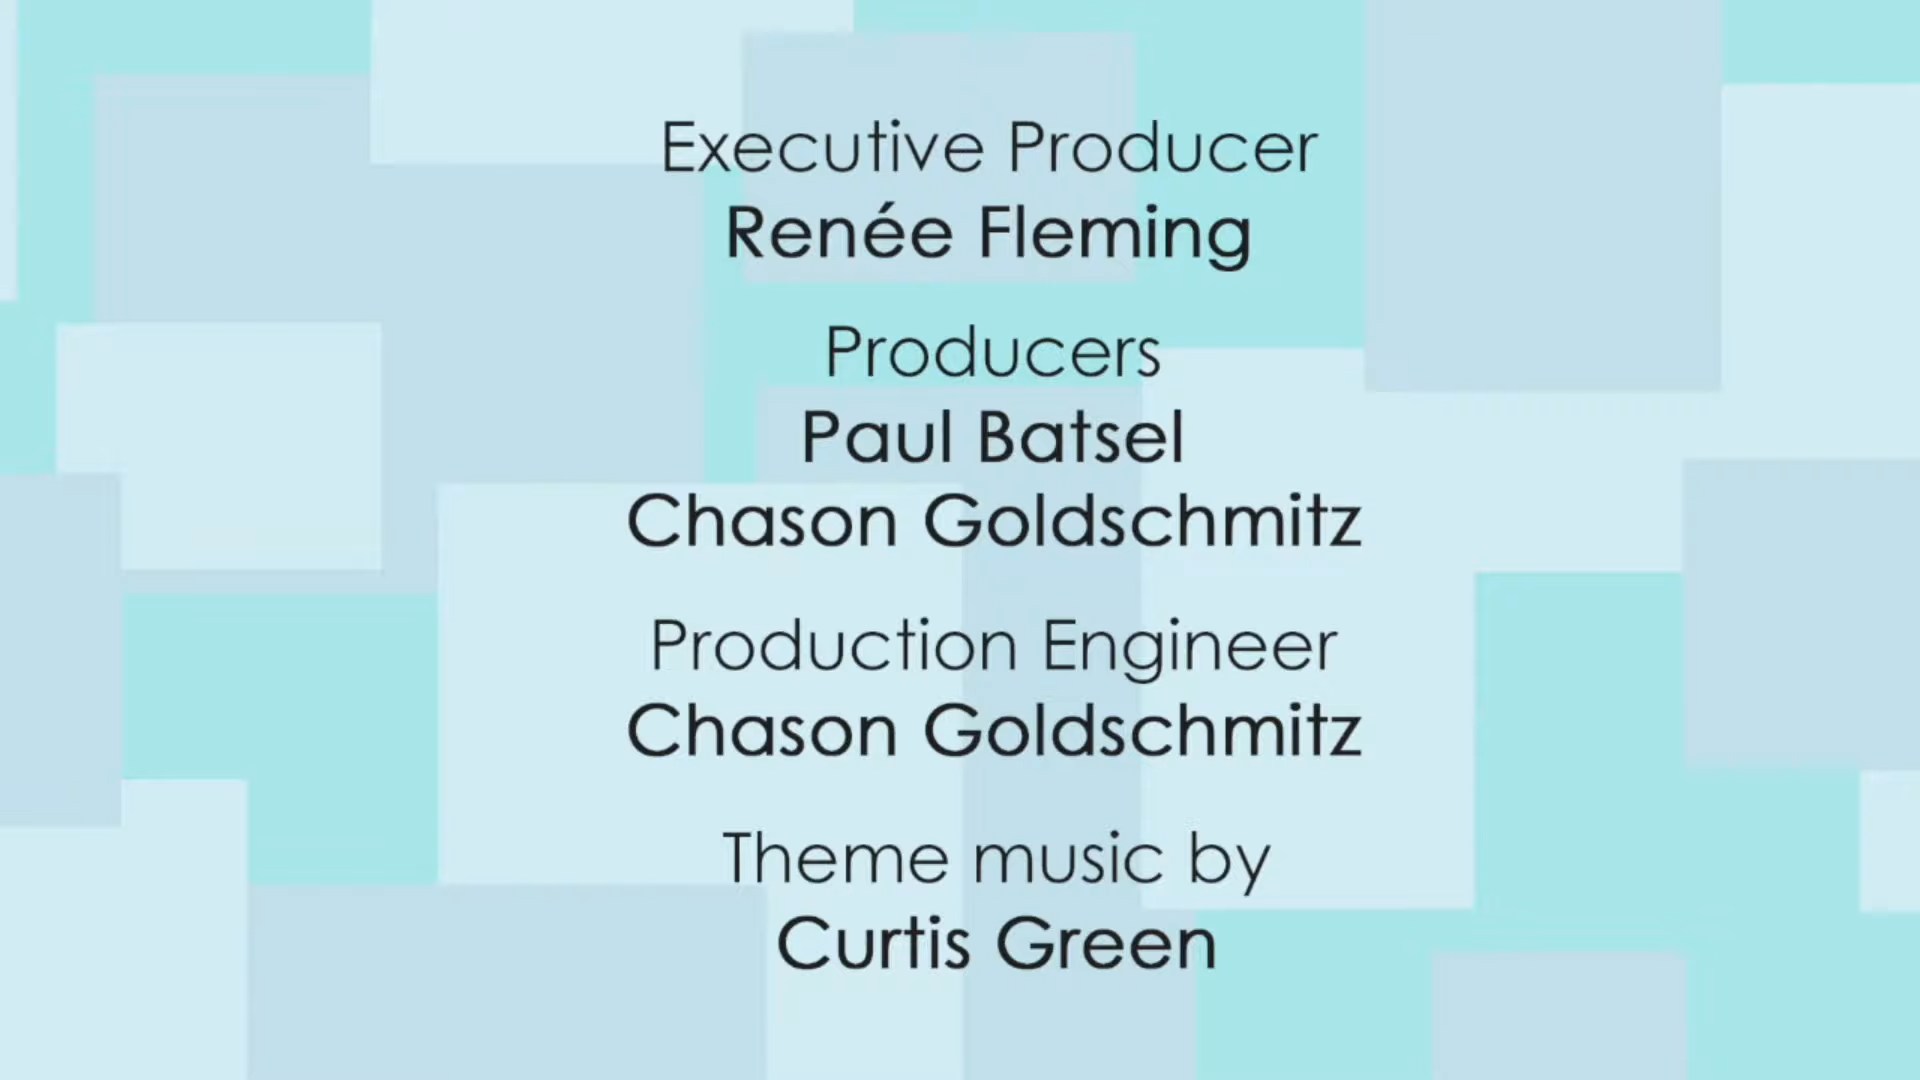 Executive Producer
Renée Fleming
Producers
Paul Batsel
Chason Goldschmitz
Production Engineer
Chason Goldschmitz
Theme music by
Curtis Green